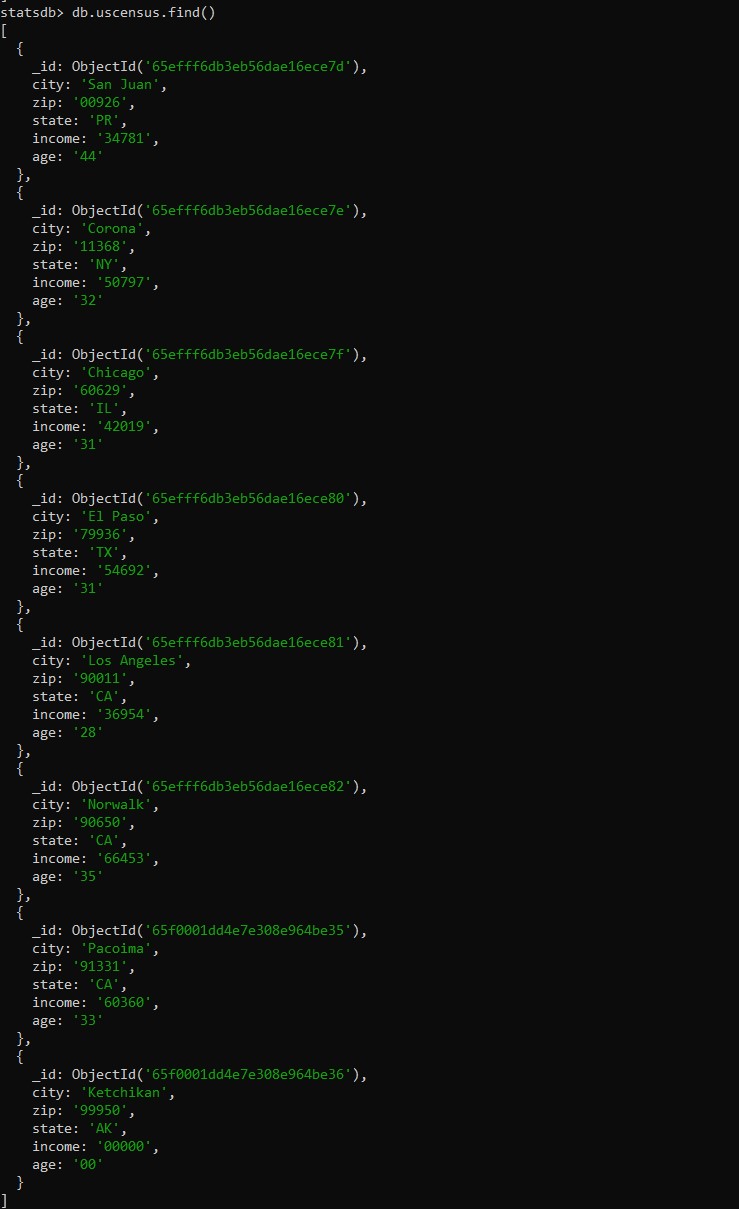 statsdb> db.uscensus.find()
[
  {
    _id: ObjectId('65efff6db3eb56dae16ece7d'),
    city: 'San Juan',
    zip: '00926',
    state: 'PR',
    income: '34781',
    age: '44'
  },
  {
    _id: ObjectId('65efff6db3eb56dae16ece7e'),
    city: 'Corona',
    zip: '11368',
    state: 'NY',
    income: '50797',
    age: '32'
  },
  {
    _id: ObjectId('65efff6db3eb56dae16ece7f'),
    city: 'Chicago',
    zip: '60629',
    state: 'IL',
    income: '42019',
    age: '31'
  },
  {
    _id: ObjectId('65efff6db3eb56dae16ece80'),
    city: 'El Paso',
    zip: '79936',
    state: 'TX',
    income: '54692',
    age: '31'
  },
  {
    _id: ObjectId('65efff6db3eb56dae16ece81'),
    city: 'Los Angeles',
    zip: '90011',
    state: 'CA',
    income: '36954',
    age: '28'
  },
  {
    _id: ObjectId('65efff6db3eb56dae16ece82'),
    city: 'Norwalk',
    zip: '90650',
    state: 'CA',
    income: '66453',
    age: '35'
  },
  {
    _id: ObjectId('65f0001dd4e7e308e964be35'),
    city: 'Pacoima',
    zip: '91331',
    state: 'CA',
    income: '60360',
    age: '33'
  },
  {
    _id: ObjectId('65f0001dd4e7e308e964be36'),
    city: 'Ketchikan',
    zip: '99950',
    state: 'AK',
    income: '00000',
    age: '00'
  }
]